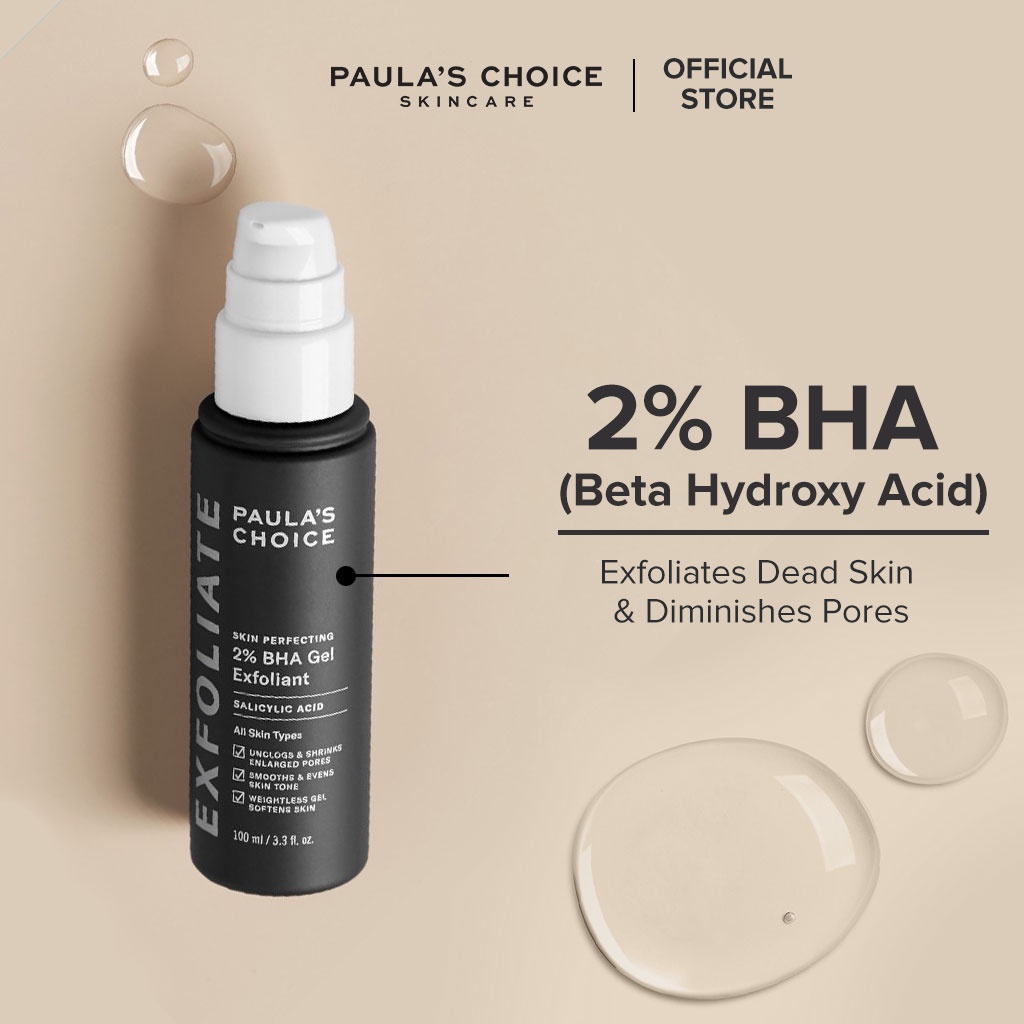 PAULA'S CHOICE
SKINCARE
OFFICIAL
STORE
2% BHA
(Beta Hydroxy Acid)
Exfoliates Dead Skin
& Diminishes Pores
EXFOLIATE
PAULA'S
CHOICE
SKIN PERFECTING
2% BHA Gel
Exfoliant
SALICYLIC ACID
All Skin Types
UNCLOGS & SHRINKS
ENLARGED PORES
SMOOTHS & EVENS
SKIN TONE
WEIGHTLESS GEL
SOFTENS SKIN
100 ml / 3.3 fl. oz.